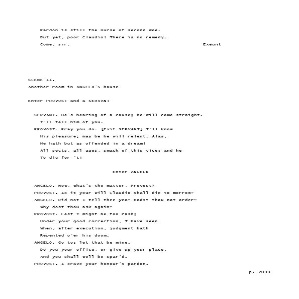 Pardon is still the nurse of second woe.
But yet, poor Claudio! There is no remedy.
Come, sir. Exeunt
SCENE II.
Another room in ANGELO'S house
Enter PROVOST and a SERVANT
SERVANT. He's hearing of a cause; he will come straight.
I'll tell him of you.
PROVOST. Pray you do. [Exit SERVANT] I'll know
His pleasure; may be he will relent. Alas,
He hath but as offended in a dream!
All sects, all ages, smack of this vice; and he
To die for 't!
Enter ANGELO
ANGELO. Now, what's the matter, Provost?
PROVOST. Is it your will Claudio shall die to-morrow?
ANGELO. Did not I tell thee yea? Hadst thou not order?
Why dost thou ask again?
PROVOST. Lest I might be too rash;
Under your good correction, I have seen
When, after execution, judgment hath
Repented o'er his doom.
ANGELO. Go to; let that be mine.
Do you your office, or give up your place,
And you shall well be spar'd.
PROVOST. I crave your honour's pardon.